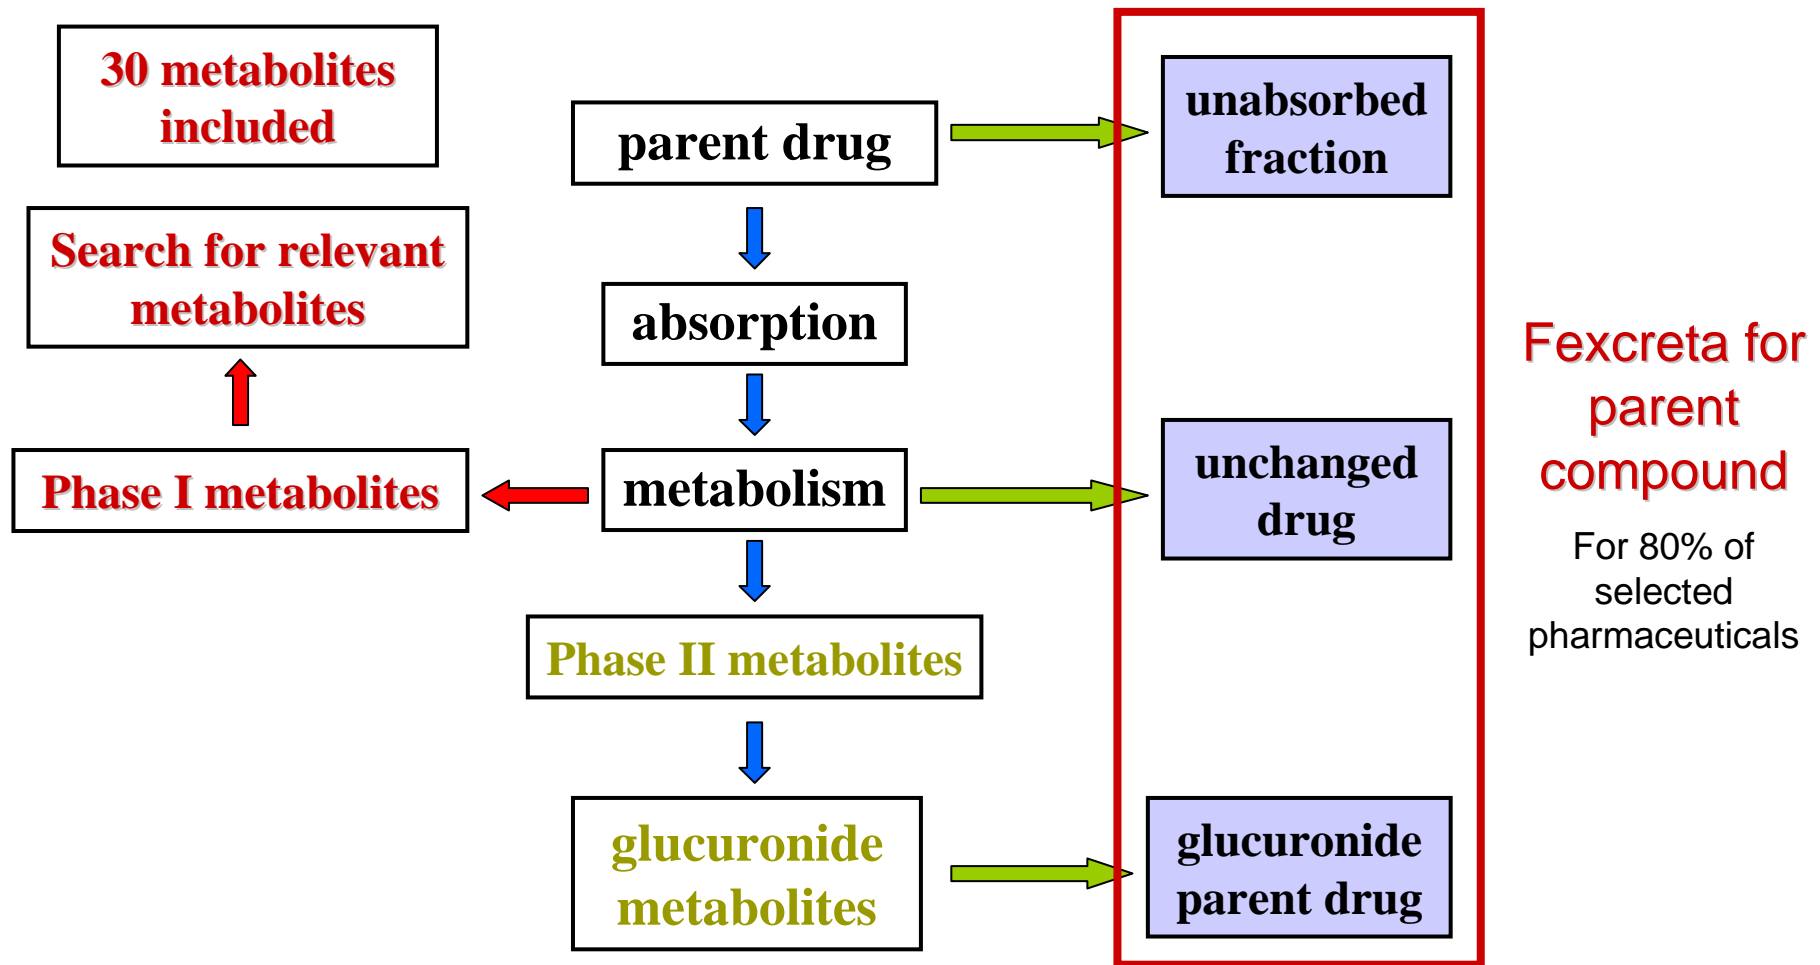 30 metabolites
included
Search for relevant
metabolites
Phase I metabolites
parent drug
absorption
metabolism
Phase II metabolites
glucuronide
metabolites
unabsorbed
fraction
unchanged
drug
glucuronide
parent drug
Fexcreta for
parent
compound
For 80% of
selected
pharmaceuticals